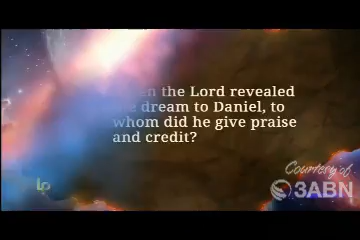 the Lord revealed
dream to Daniel, to
whom did he give praise
and credit?
Courtesy of
3ABN